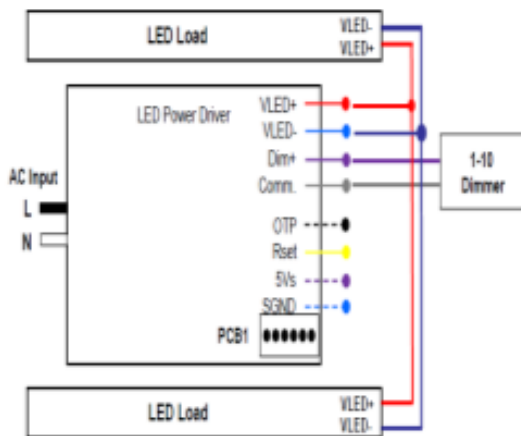 LED Load
VLED-
VLED+
LED Power Driver
VLED+
VLED-
Dim+
Comm.
1-10
Dimmer
AC Input
L
N
OTP
Rset
5Vs
SGND
PCB1
LED Load
VLED+
VLED-